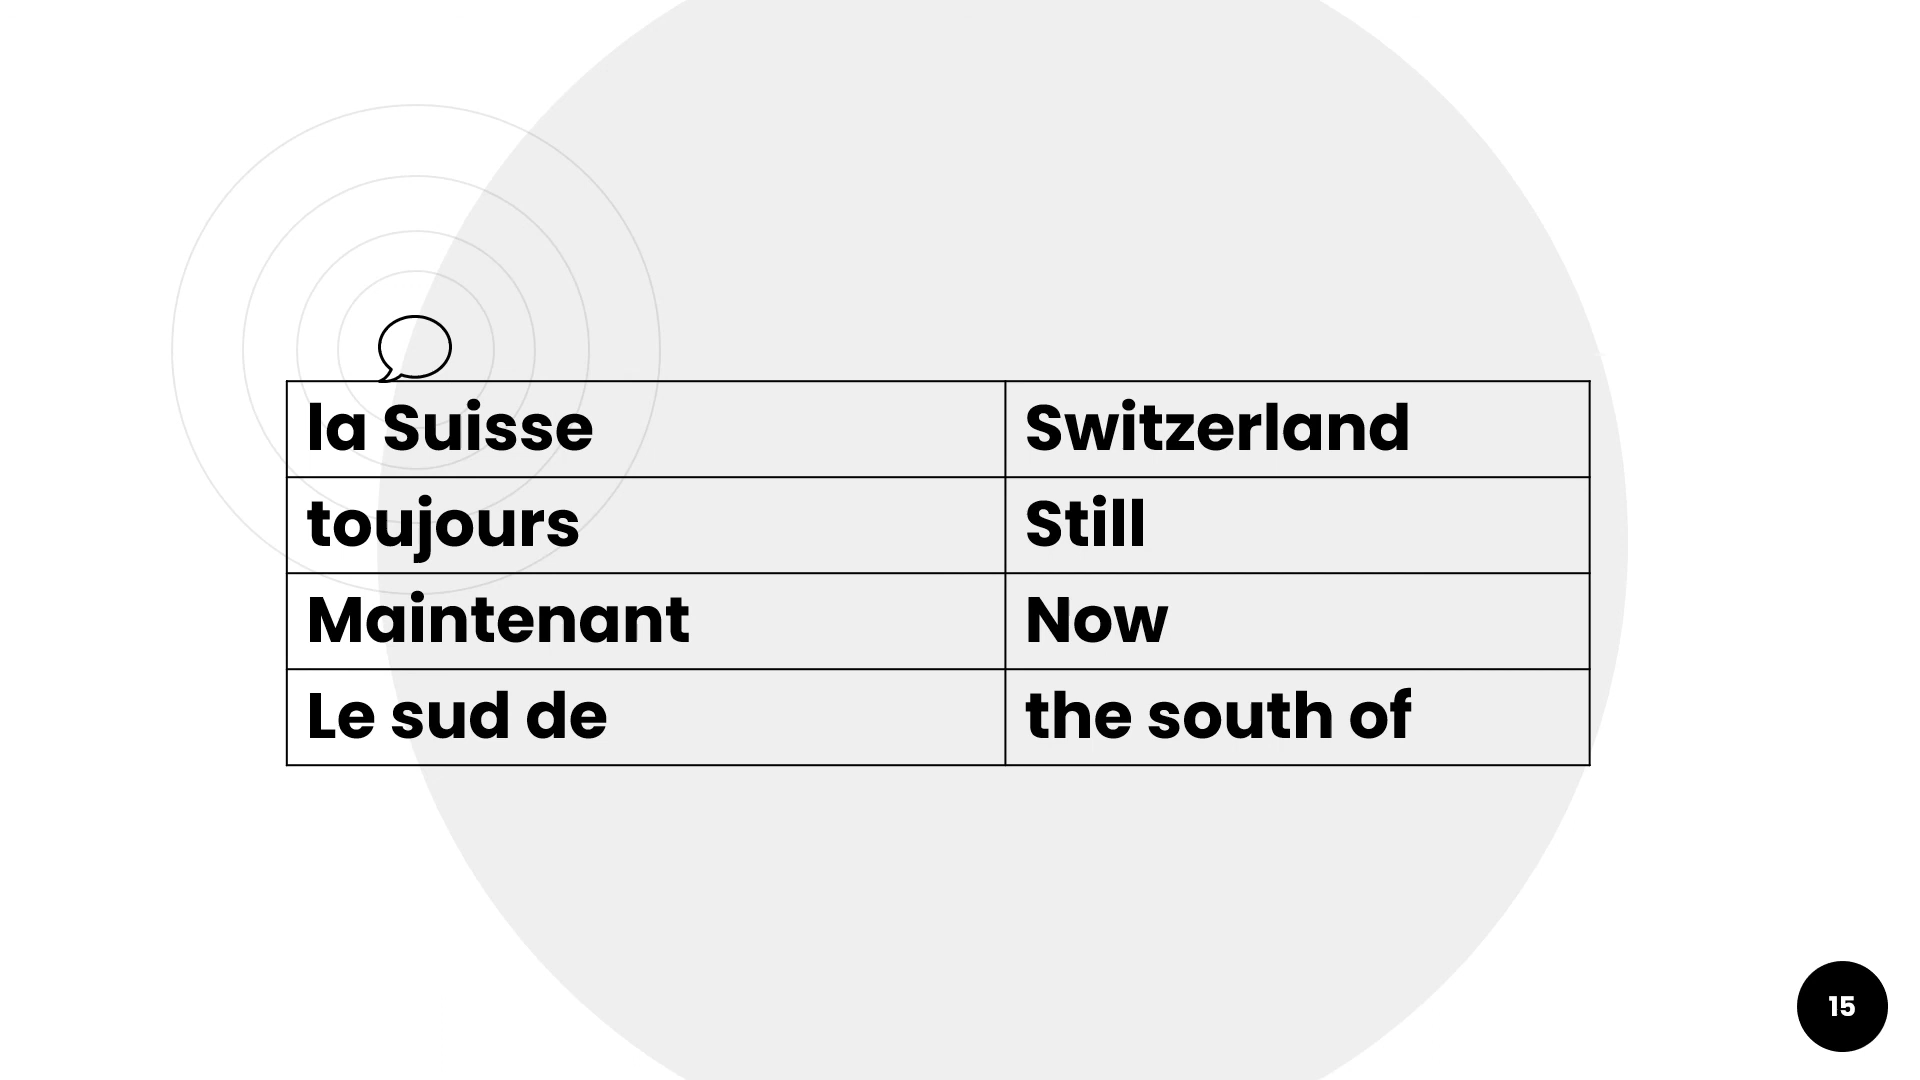 la Suisse
Switzerland
toujours
Still
Maintenant
Now
Le sud de
the south of
15